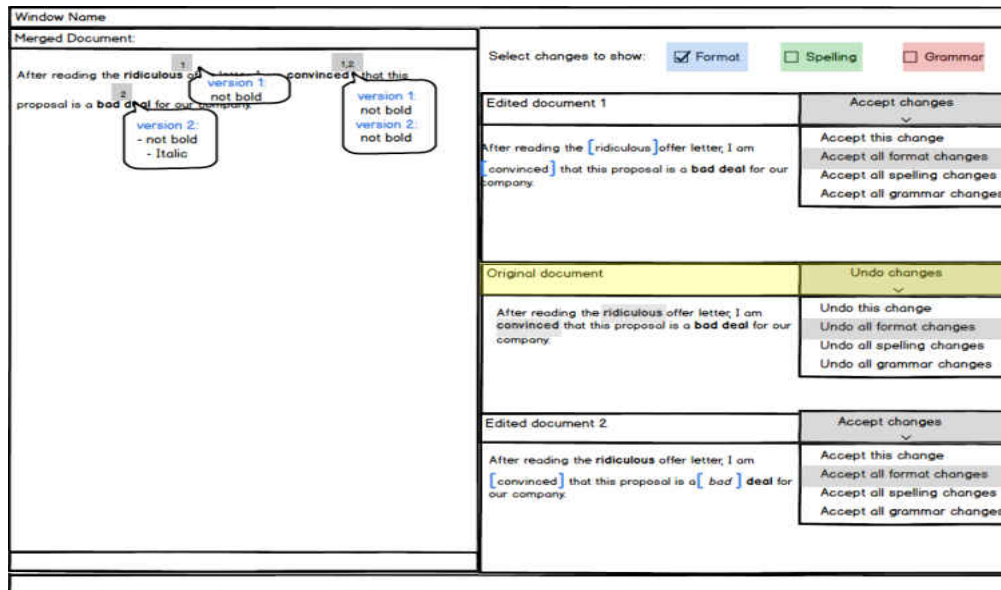 Window Name
Merged Document:
1
1,2
After reading the ridiculous convinced that this
version 1:
not bold
version 1:
not bold
version 2:
not bold
2
proposal is a bad deal for our company.
version 2:
- not bold
- Italic
Select changes to show:
Format
Spelling
Grammar
Edited document 1
Accept changes
After reading the [ridiculous] offer letter, I am
[convinced] that this proposal is a bad deal for our
company.
Accept this change
Accept all format changes
Accept all spelling changes
Accept all grammar changes
Original document
Undo changes
After reading the ridiculous offer letter, I am
convinced that this proposal is a bad deal for our
company.
Undo this change
Undo all format changes
Undo all spelling changes
Undo all grammar changes
Edited document 2
Accept changes
After reading the ridiculous offer letter, I am
[convinced] that this proposal is a [ bad ] deal for
our company.
Accept this change
Accept all format changes
Accept all spelling changes
Accept all grammar changes